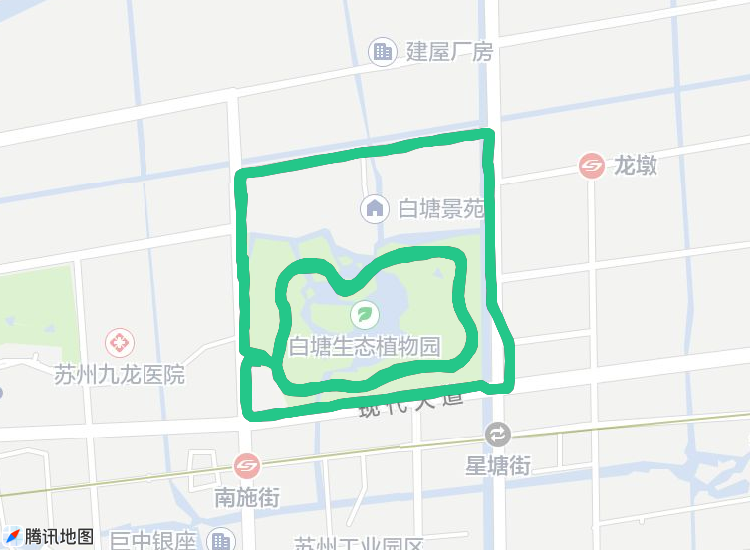 建屋厂房
龙墩
白塘景苑
白塘生态植物园
苏州九龙医院
现代大道
星塘街
南施街
巨中银座
苏州工业园区
腾讯地图